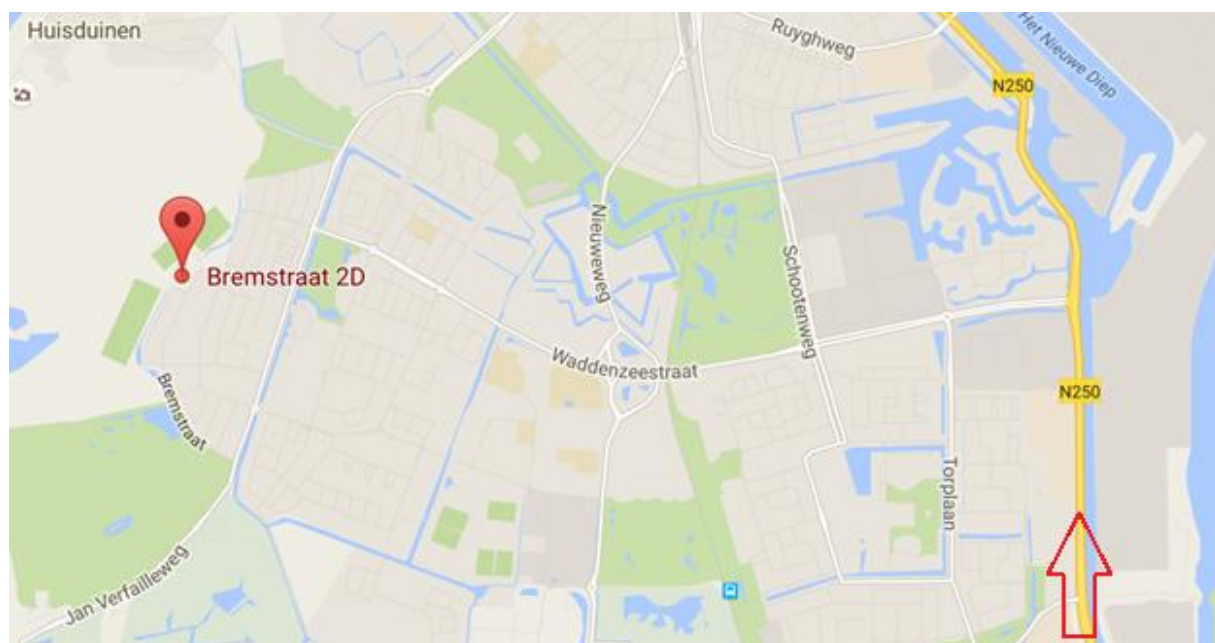 Huisduinen
Ruyghweg
Het Nieuwe Diep
N250
Bremstraat 2D
Nieuweweg
Schootenweg
Waddenzeestraat
Bremstraat
N250
Torplaan
Jan Verfailleweg